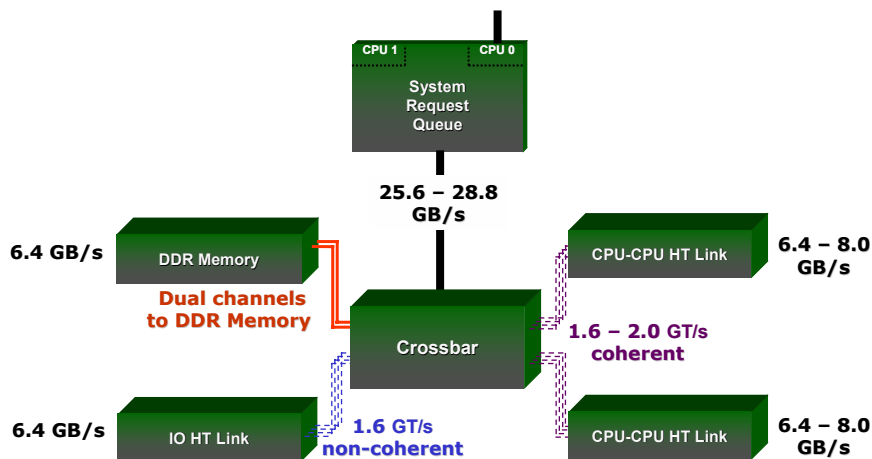 CPU 1
CPU 0
System
Request
Queue
25.6 – 28.8
GB/s
6.4 GB/s
DDR Memory
CPU-CPU HT Link
6.4 – 8.0
GB/s
Dual channels
to DDR Memory
Crossbar
1.6 – 2.0 GT/s
coherent
6.4 GB/s
IO HT Link
1.6 GT/s
non-coherent
CPU-CPU HT Link
6.4 – 8.0
GB/s